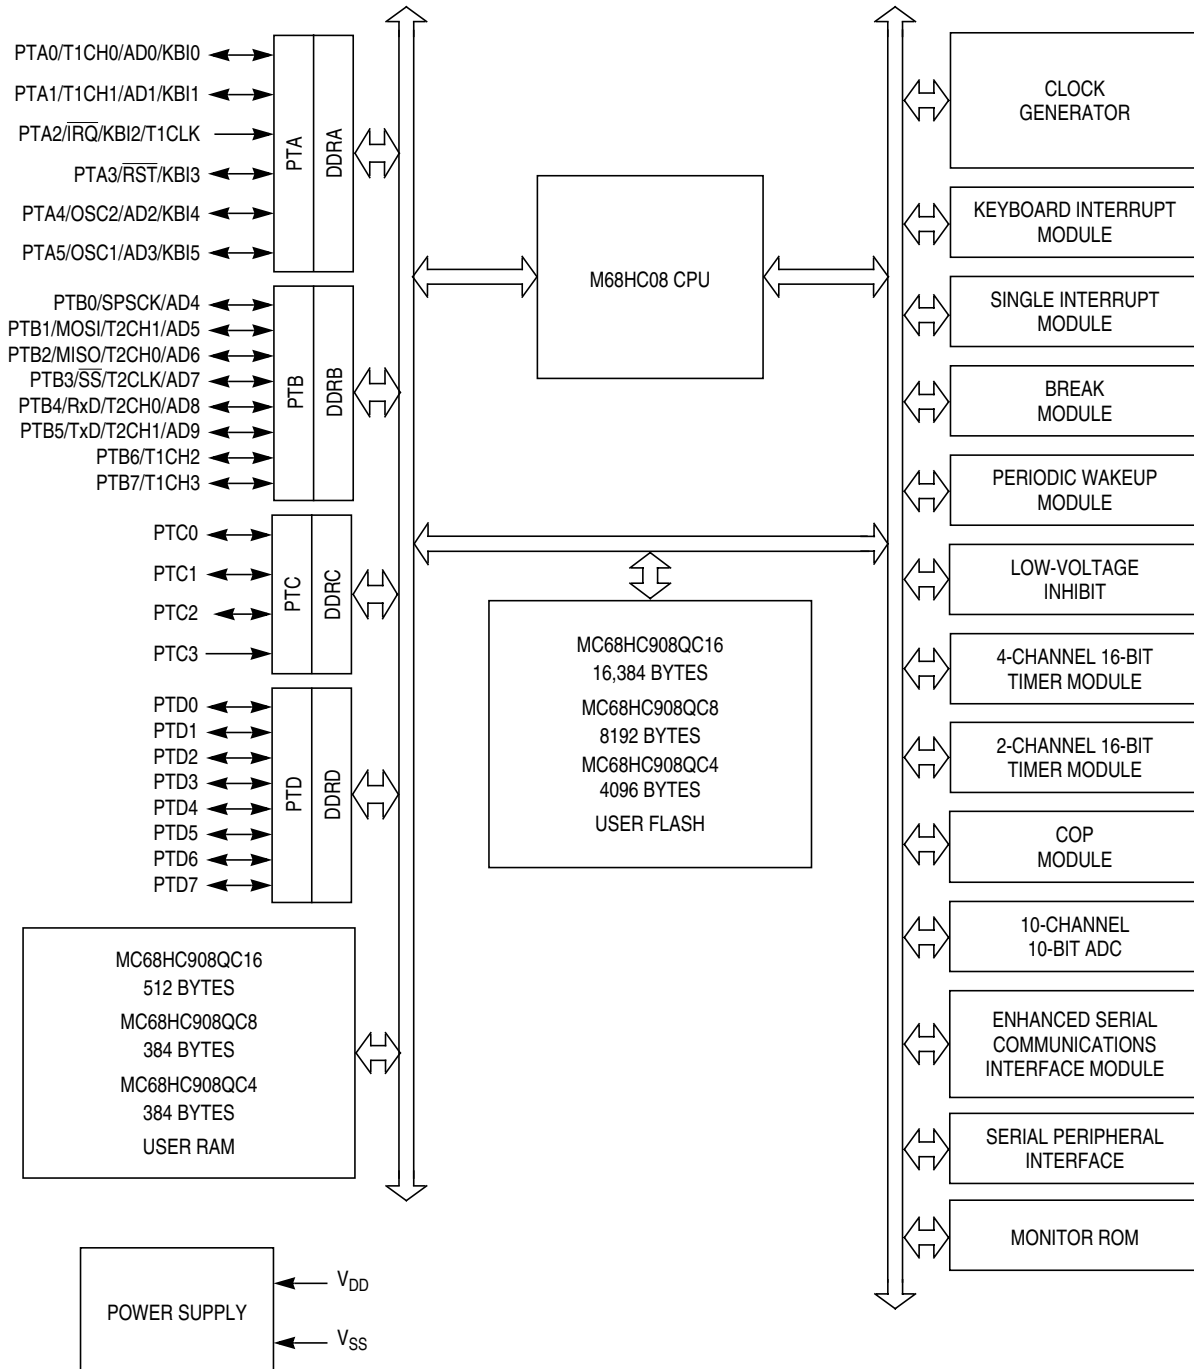 PTA0/T1CH0/AD0/KBI0
PTA1/T1CH1/AD1/KBI1
PTA2/IRQ/KBI2/T1CLK
PTA3/RST/KBI3
PTA4/OSC2/AD2/KBI4
PTA5/OSC1/AD3/KBI5
PTA
DDRA
PTB0/SPSCK/AD4
PTB1/MOSI/T2CH1/AD5
PTB2/MISO/T2CH0/AD6
PTB3/SS/T2CLK/AD7
PTB4/RxD/T2CH0/AD8
PTB5/TxD/T2CH1/AD9
PTB6/T1CH2
PTB7/T1CH3
PTB
DDRB
PTC0
PTC1
PTC2
PTC3
PTC
DDRC
PTD0
PTD1
PTD2
PTD3
PTD4
PTD5
PTD6
PTD7
PTD
DDRD
MC68HC908QC16
512 BYTES
MC68HC908QC8
384 BYTES
MC68HC908QC4
384 BYTES
USER RAM
POWER SUPPLY
VDD
VSS
M68HC08 CPU
MC68HC908QC16
16,384 BYTES
MC68HC908QC8
8192 BYTES
MC68HC908QC4
4096 BYTES
USER FLASH
CLOCK
GENERATOR
KEYBOARD INTERRUPT
MODULE
SINGLE INTERRUPT
MODULE
BREAK
MODULE
PERIODIC WAKEUP
MODULE
LOW-VOLTAGE
INHIBIT
4-CHANNEL 16-BIT
TIMER MODULE
2-CHANNEL 16-BIT
TIMER MODULE
COP
MODULE
10-CHANNEL
10-BIT ADC
ENHANCED SERIAL
COMMUNICATIONS
INTERFACE MODULE
SERIAL PERIPHERAL
INTERFACE
MONITOR ROM